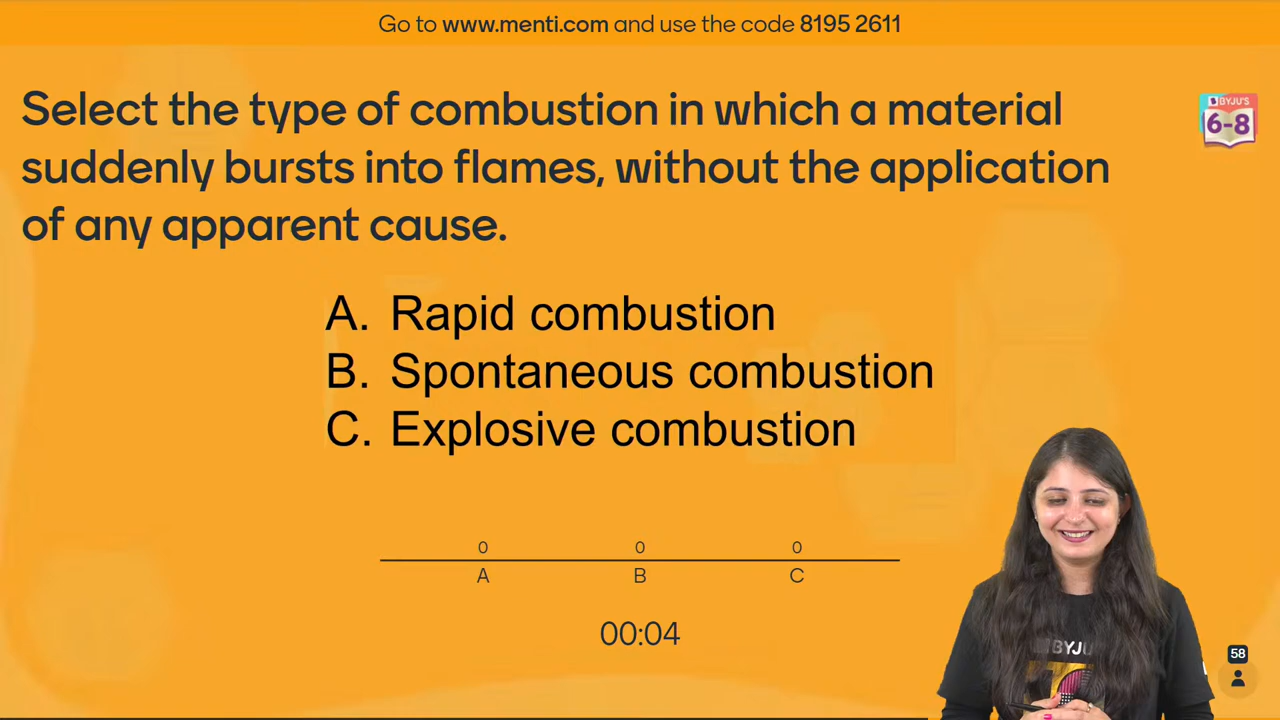 Go to www.menti.com and use the code 8195 2611
Select the type of combustion in which a material
suddenly bursts into flames, without the application
of any apparent cause.
BYJU'S
6-8
A. Rapid combustion
B. Spontaneous combustion
C. Explosive combustion
0 0 0
A B C
00:04
58
BYJU